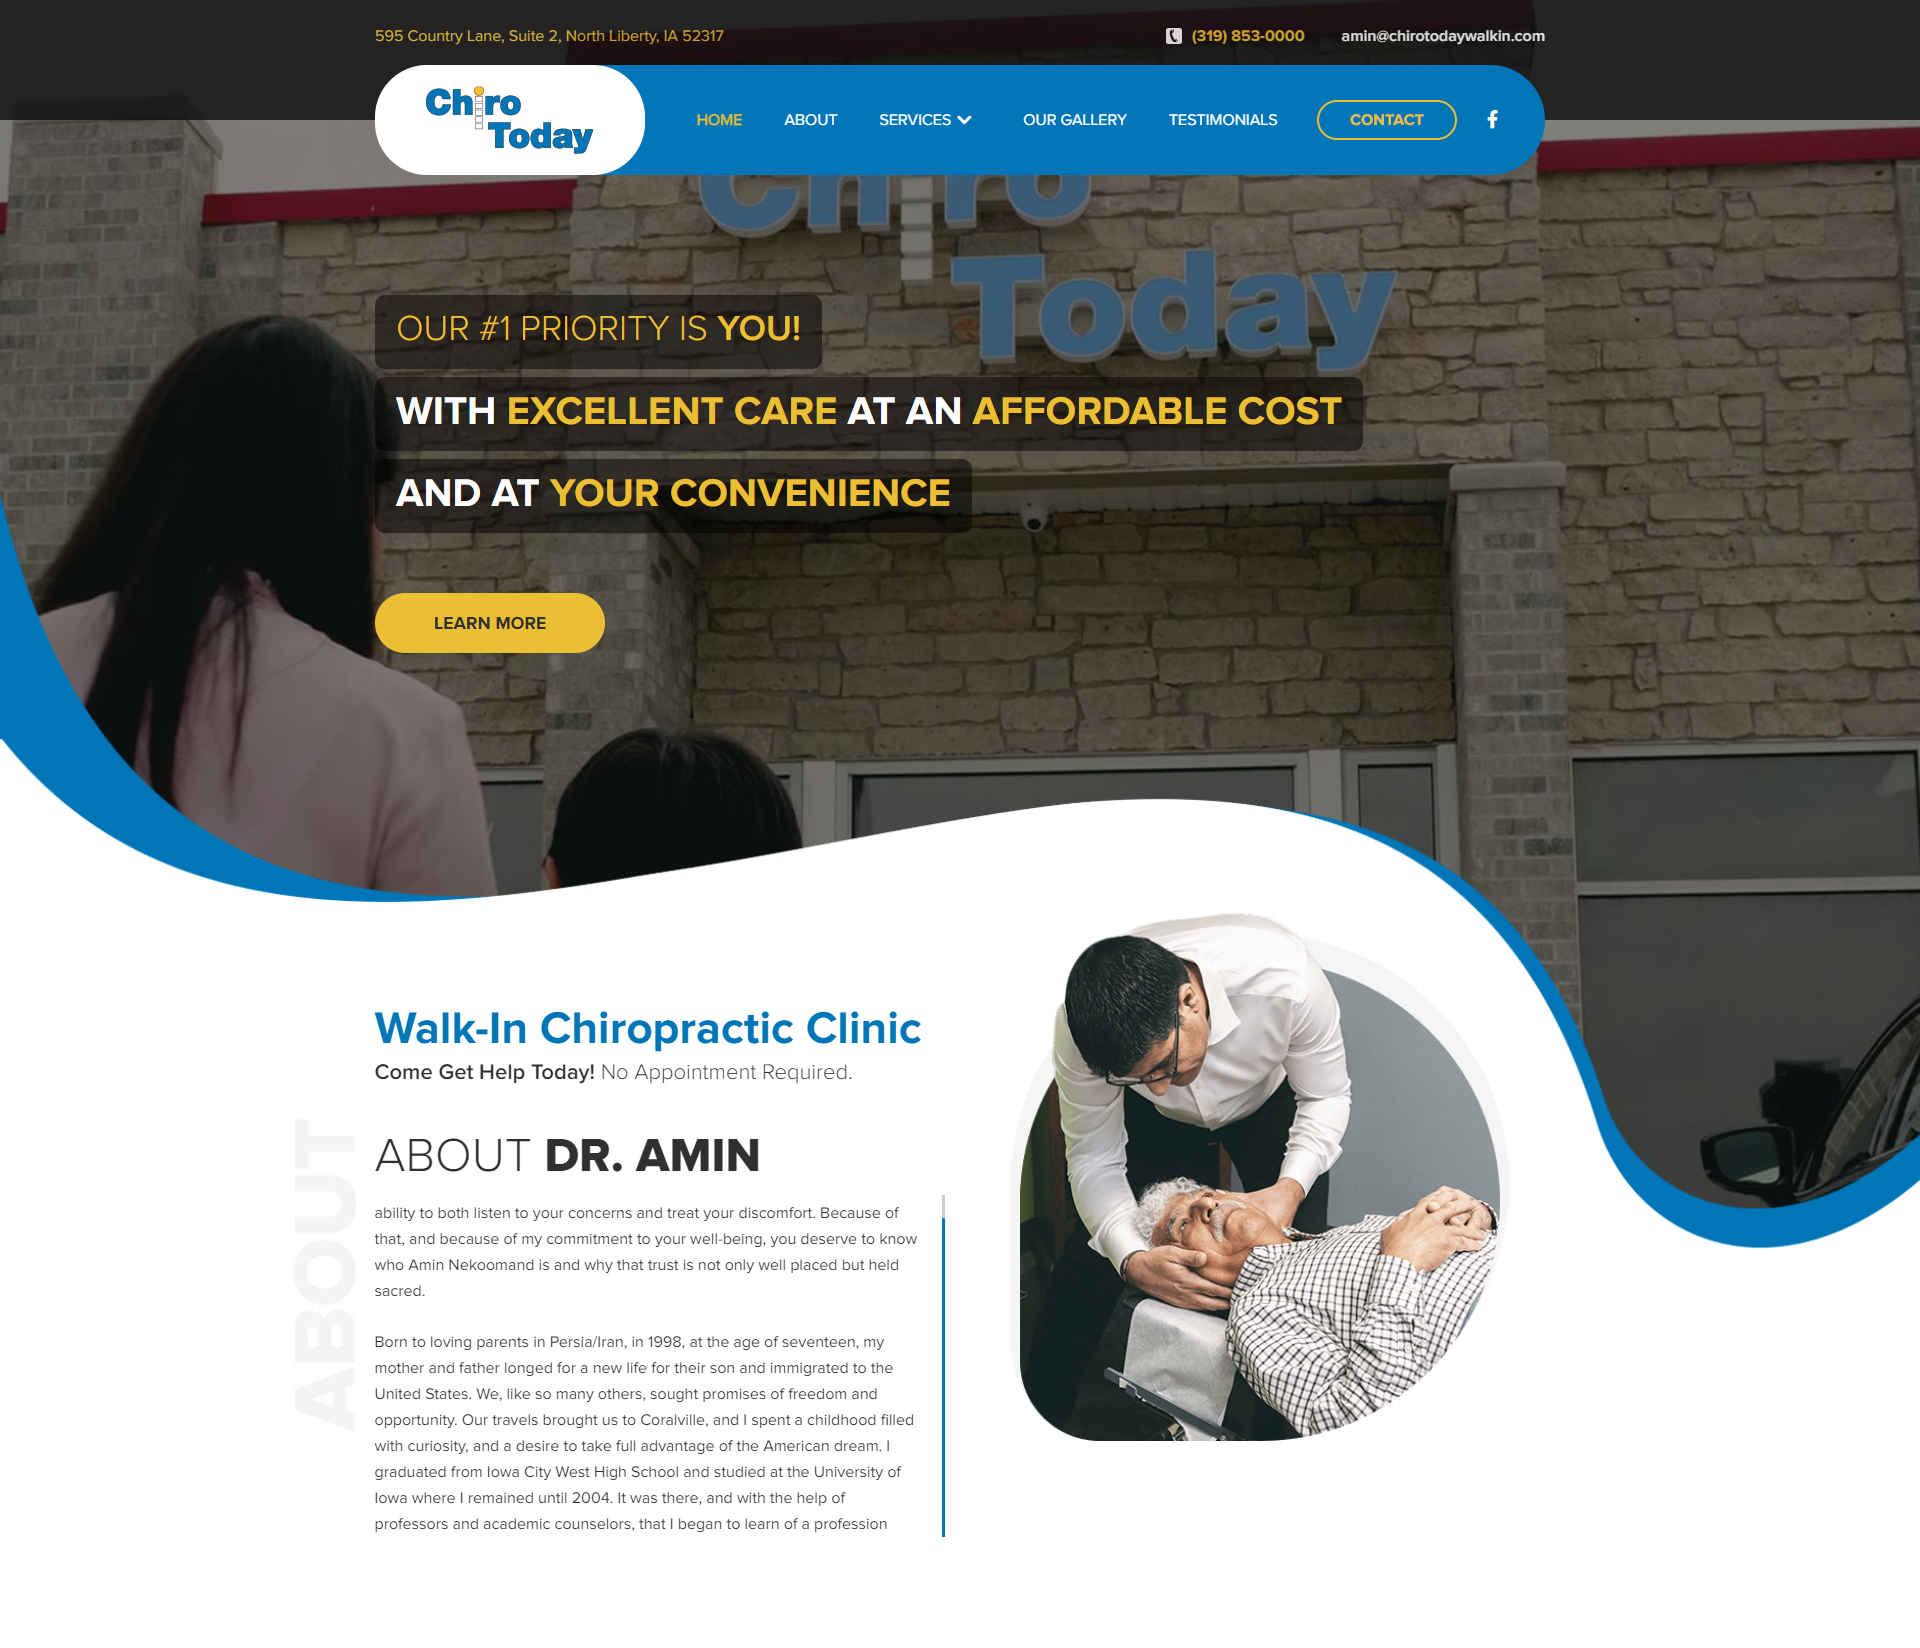 595 Country Lane, Suite 2, North Liberty, IA 52317
(319) 853-0000
amin@chirotodaywalkin.com
Chiro
Today
HOME
ABOUT
SERVICES
OUR GALLERY
TESTIMONIALS
CONTACT
Chiro
Today
OUR #1 PRIORITY IS YOU!
WITH EXCELLENT CARE AT AN AFFORDABLE COST
AND AT YOUR CONVENIENCE
LEARN MORE
Walk-In Chiropractic Clinic
Come Get Help Today! No Appointment Required.
ABOUT
ABOUT DR. AMIN
ability to both listen to your concerns and treat your discomfort. Because of
that, and because of my commitment to your well-being, you deserve to know
who Amin Nekoomand is and why that trust is not only well placed but held
sacred.
Born to loving parents in Persia/Iran, in 1998, at the age of seventeen, my
mother and father longed for a new life for their son and immigrated to the
United States. We, like so many others, sought promises of freedom and
opportunity. Our travels brought us to Coralville, and I spent a childhood filled
with curiosity, and a desire to take full advantage of the American dream. I
graduated from Iowa City West High School and studied at the University of
Iowa where I remained until 2004. It was there, and with the help of
professors and academic counselors, that I began to learn of a profession